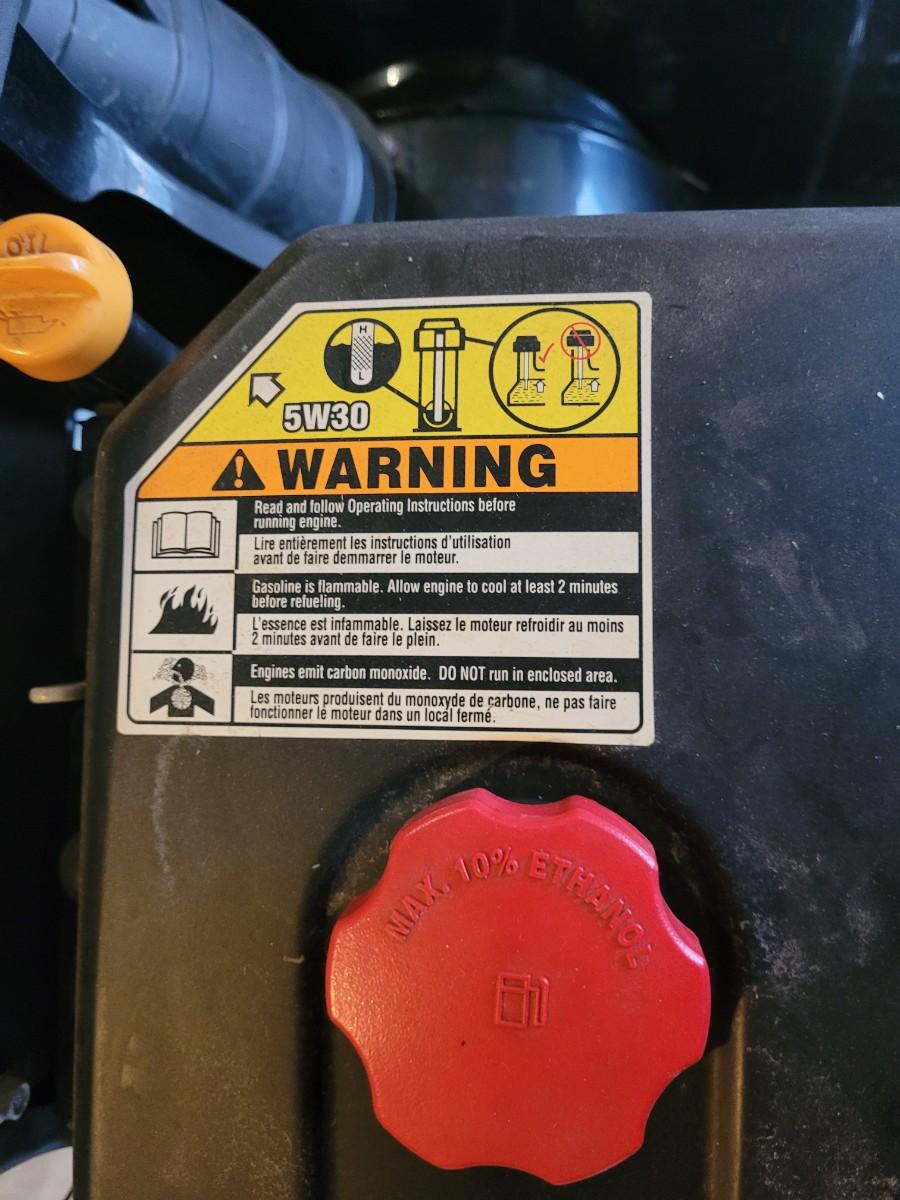 OIL
H
L
5W30
WARNING
Read and follow Operating Instructions before
running engine.
Lire entièrement les instructions d'utilisation
avant de faire demmarrer le moteur.
Gasoline is flammable. Allow engine to cool at least 2 minutes
before refueling.
L'essence est infammable. Laissez le moteur refroidir au moins
2 minutes avant de faire le plein.
Engines emit carbon monoxide. DO NOT run in enclosed area.
Les moteurs produisent du monoxyde de carbone, ne pas faire
fonctionner le moteur dans un local fermé.
MAX. 10% ETHANOL